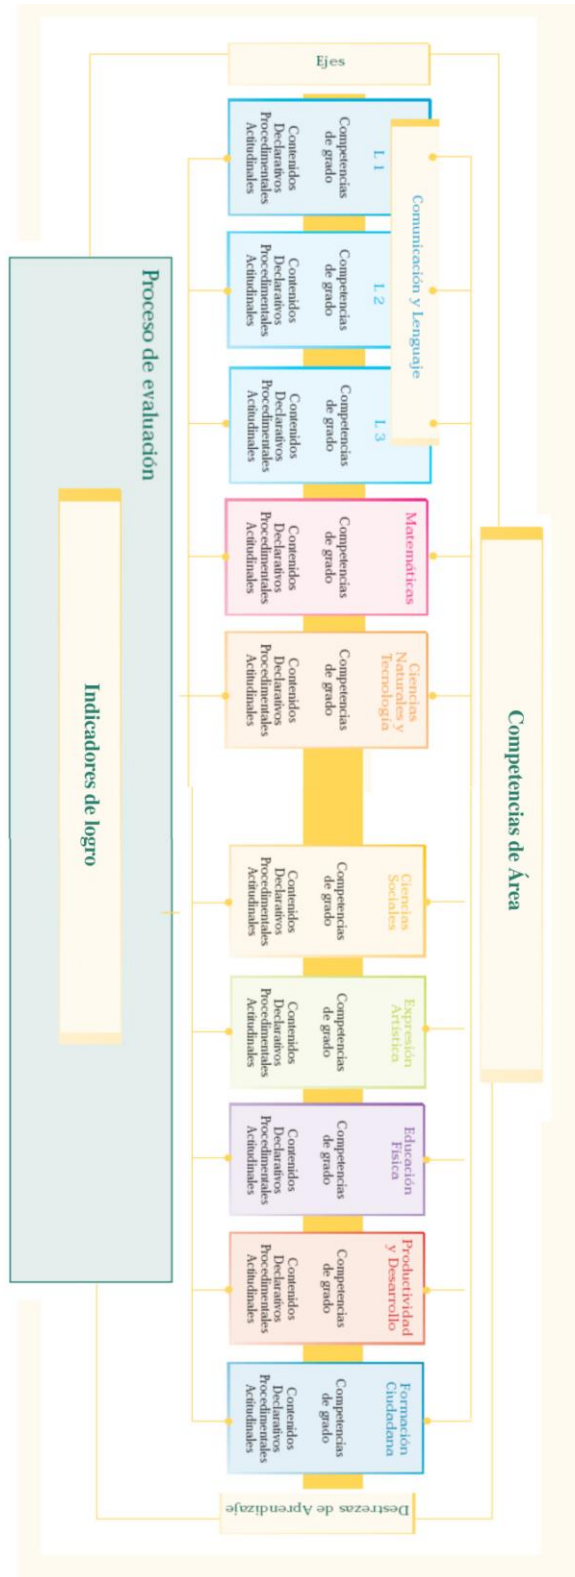 Competencias de Área
Ejes
Comunicación y Lenguaje
L 1
Competencias
de grado
Contenidos
Declarativos
Procedimentales
Actitudinales
L 2
Competencias
de grado
Contenidos
Declarativos
Procedimentales
Actitudinales
L 3
Competencias
de grado
Contenidos
Declarativos
Procedimentales
Actitudinales
Matemáticas
Competencias
de grado
Contenidos
Declarativos
Procedimentales
Actitudinales
Ciencias
Naturales y
Tecnología
Competencias
de grado
Contenidos
Declarativos
Procedimentales
Actitudinales
Ciencias
Sociales
Competencias
de grado
Contenidos
Declarativos
Procedimentales
Actitudinales
Expresión
Artística
Competencias
de grado
Contenidos
Declarativos
Procedimentales
Actitudinales
Educación
Física
Competencias
de grado
Contenidos
Declarativos
Procedimentales
Actitudinales
Productividad
y Desarrollo
Competencias
de grado
Contenidos
Declarativos
Procedimentales
Actitudinales
Formación
Ciudadana
Competencias
de grado
Contenidos
Declarativos
Procedimentales
Actitudinales
Destrezas de Aprendizaje
Proceso de evaluación
Indicadores de logro